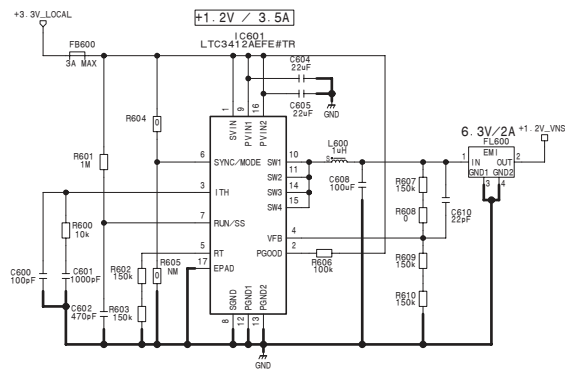 +1.2V / 3.5A
+3.3V_LOCAL
IC601
LTC3412AEFE#TR
FB600
3A MAX
C604
22uF
C605
22uF
GND
R604
0
1
9
16
SVIN
PVIN1
PVIN2
6.3V/2A
+1.2V_VNS
FL600
EMI
1
IN
OUT
2
GND1
GND2
3
4
R601
1M
6
SYNC/MODE
SW1
10
SW2
11
SW3
14
SW4
15
L600
1uH
C608
100uF
R607
150k
R608
0
C610
22pF
3
ITH
R600
10k
7
RUN/SS
VFB
4
5
RT
PGOOD
2
R606
100k
17
EPAD
C600
100pF
C601
1000pF
R602
150k
R605
NM
0
R609
150k
C602
470pF
R603
150k
R610
150k
SGND
PGND1
PGND2
8
12
13
GND